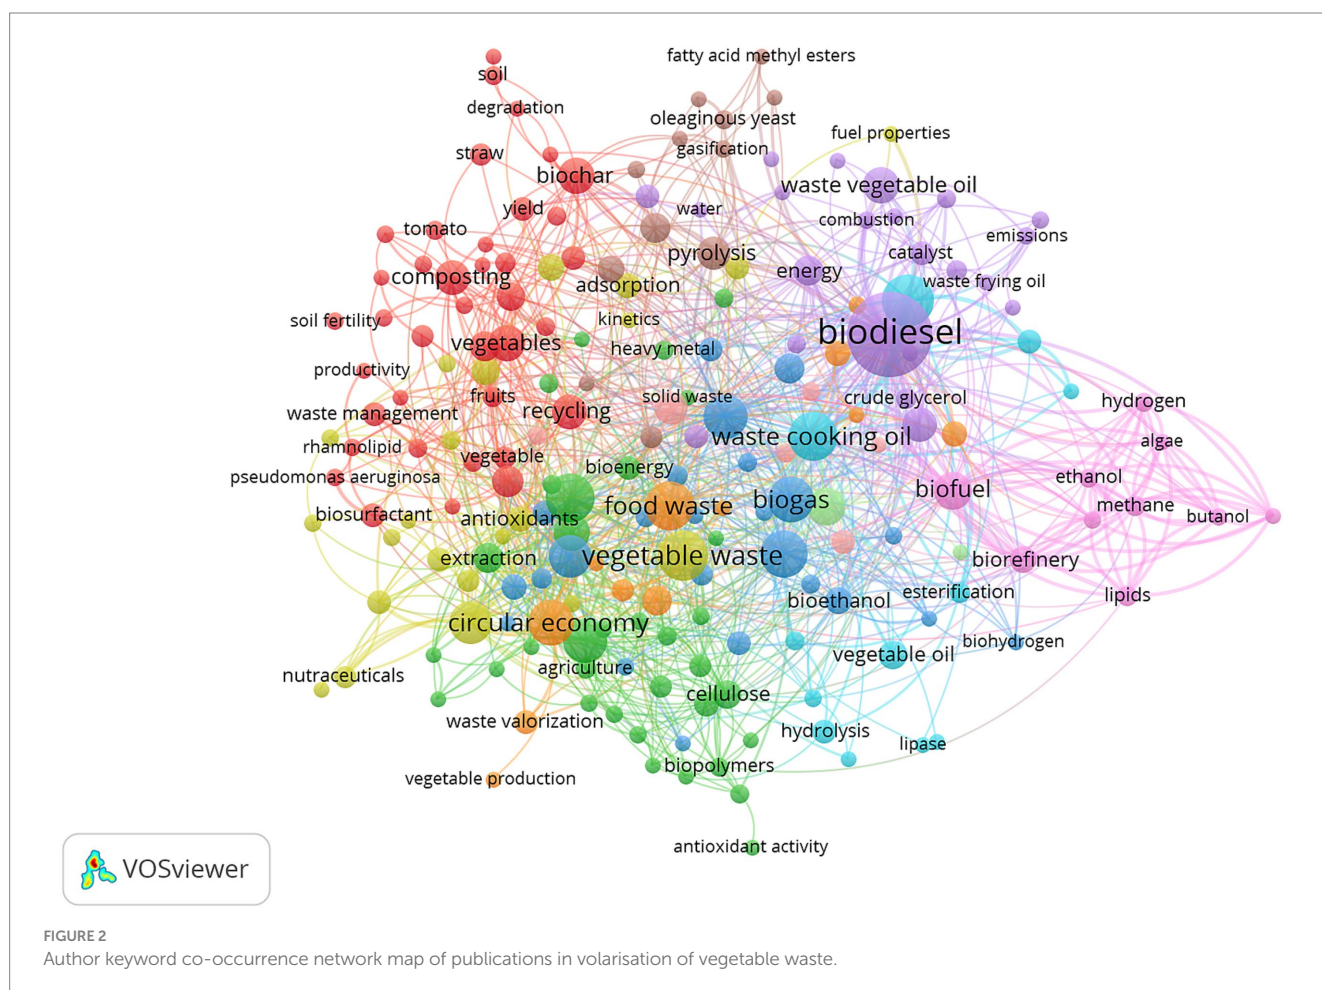 fatty acid methyl esters
soil
degradation
oleaginous yeast
fuel properties
gasification
straw
biochar
waste vegetable oil
yield
water
combustion
tomato
emissions
pyrolysis
catalyst
composting
adsorption
energy
waste frying oil
soil fertility
kinetics
biodiesel
vegetables
heavy metal
productivity
fruits
solid waste
crude glycerol
hydrogen
waste management
recycling
waste cooking oil
algae
rhamnolipid
vegetable
bioenergy
pseudomonas aeruginosa
ethanol
biofuel
biosurfactant
antioxidants
food waste
biogas
methane
butanol
extraction
vegetable waste
biorefinery
bioethanol
esterification
lipids
circular economy
biohydrogen
vegetable oil
agriculture
nutraceuticals
cellulose
waste valorization
hydrolysis
lipase
biopolymers
vegetable production
antioxidant activity
VOSviewer
FIGURE 2
Author keyword co-occurrence network map of publications in volarisation of vegetable waste.